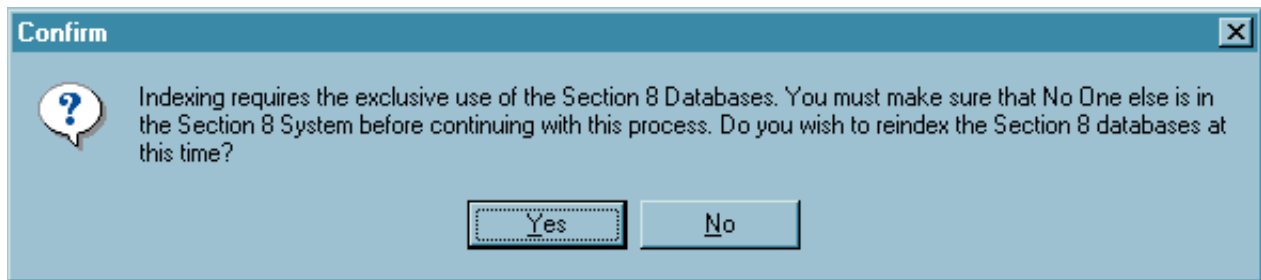 Confirm
Indexing requires the exclusive use of the Section 8 Databases. You must make sure that No One else is in
the Section 8 System before continuing with this process. Do you wish to reindex the Section 8 databases at
this time?
Yes No